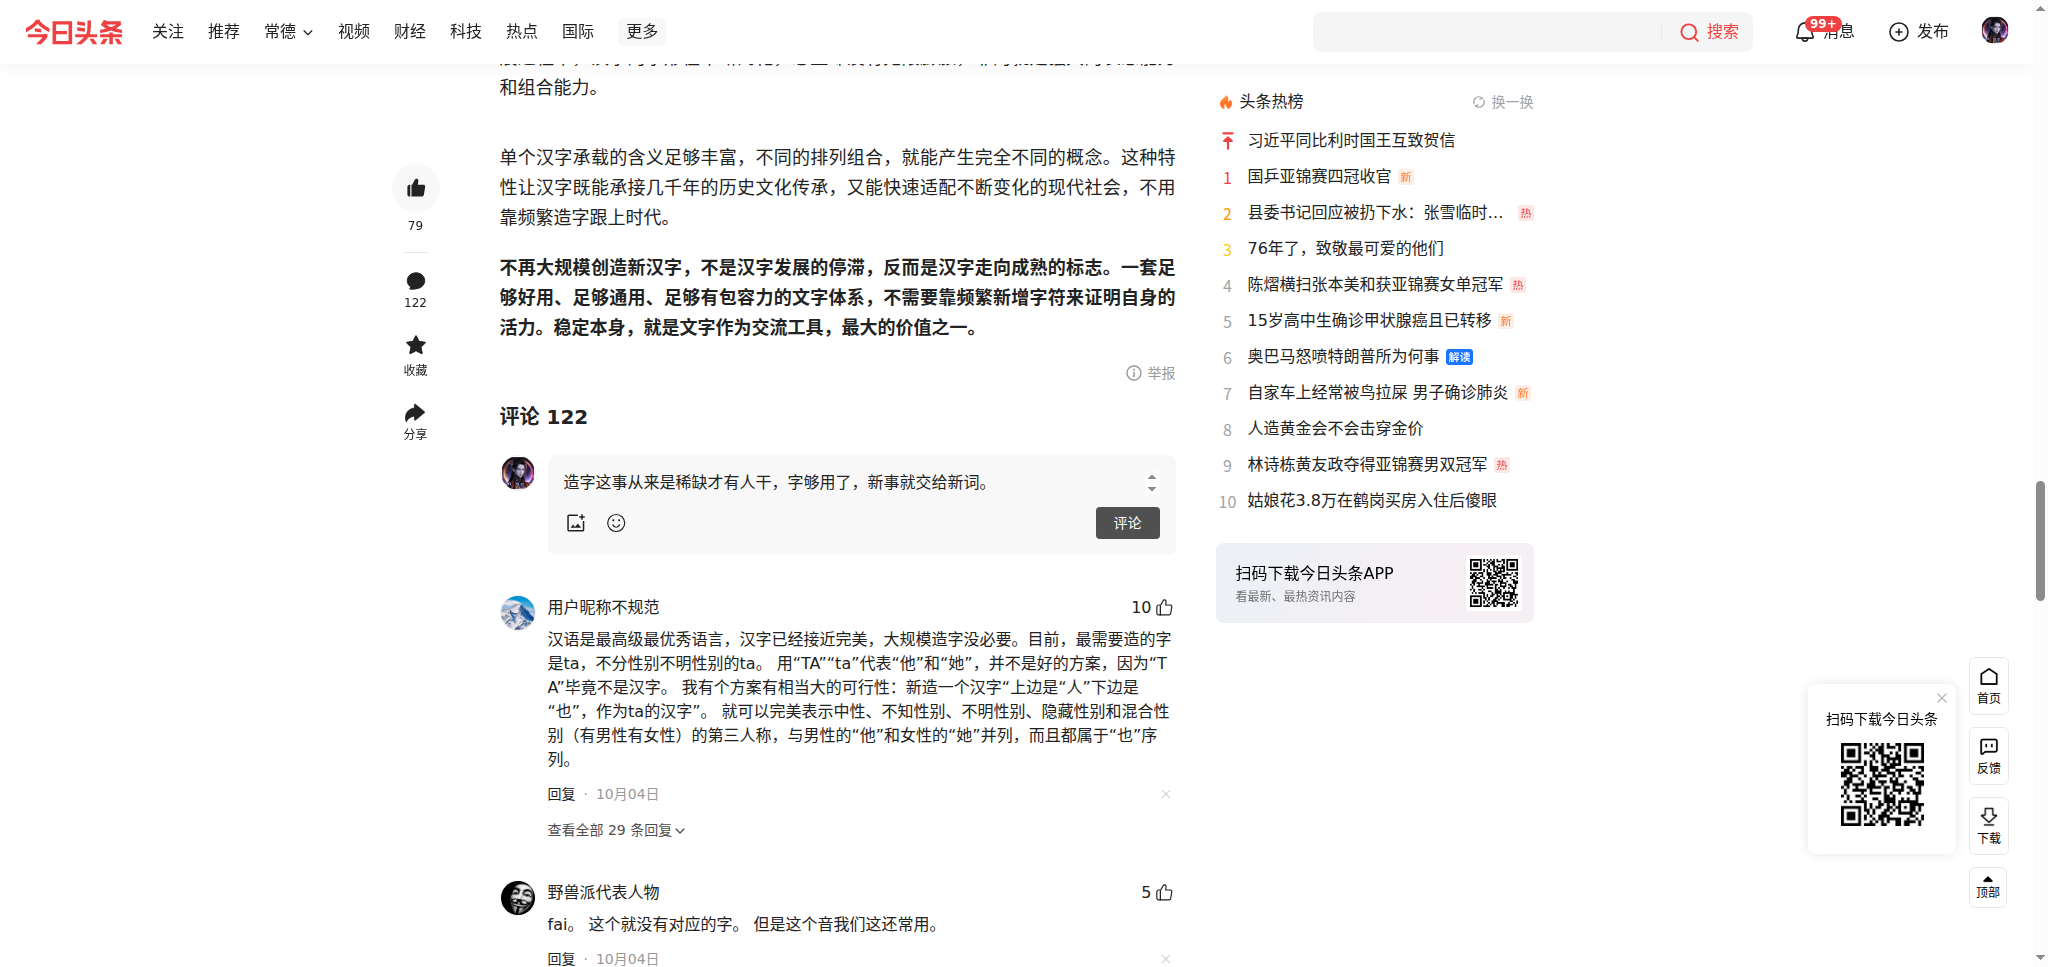 今日头条
关注 推荐 常德 视频 财经 科技 热点 国际 更多
搜索
99+
消息
发布
和组合能力。
单个汉字承载的含义足够丰富，不同的排列组合，就能产生完全不同的概念。这种特
性让汉字既能承接几千年的历史文化传承，又能快速适配不断变化的现代社会，不用
靠频繁造字跟上时代。
不再大规模创造新汉字，不是汉字发展的停滞，反而是汉字走向成熟的标志。一套足
够好用、足够通用、足够有包容力的文字体系，不需要靠频繁新增字符来证明自身的
活力。稳定本身，就是文字作为交流工具，最大的价值之一。
举报
79
122
收藏
分享
评论 122
造字这事从来是稀缺才有人干，字够用了，新事就交给新词。
评论
用户昵称不规范
10
汉语是最高级最优秀语言，汉字已经接近完美，大规模造字没必要。目前，最需要造的字
是ta，不分性别不明性别的ta。 用“TA”“ta”代表“他”和“她”，并不是好的方案，因为“T
A”毕竟不是汉字。 我有个方案有相当大的可行性：新造一个汉字“上边是“人”下边是
“也”，作为ta的汉字”。 就可以完美表示中性、不知性别、不明性别、隐藏性别和混合性
别（有男性有女性）的第三人称，与男性的“他”和女性的“她”并列，而且都属于“也”序
列。
回复 · 10月04日
查看全部 29 条回复
野兽派代表人物
5
fai。 这个就没有对应的字。 但是这个音我们这还常用。
回复 · 10月04日
头条热榜
换一换
习近平同比利时国王互致贺信
1 国乒亚锦赛四冠收官 新
2 县委书记回应被扔下水：张雪临时... 热
3 76年了，致敬最可爱的他们
4 陈熠横扫张本美和获亚锦赛女单冠军 热
5 15岁高中生确诊甲状腺癌且已转移 新
6 奥巴马怒喷特朗普所为何事 解读
7 自家车上经常被鸟拉屎 男子确诊肺炎 新
8 人造黄金会不会击穿金价
9 林诗栋黄友政夺得亚锦赛男双冠军 热
10 姑娘花3.8万在鹤岗买房入住后傻眼
扫码下载今日头条APP
看最新、最热资讯内容
扫码下载今日头条
首页
反馈
下载
顶部